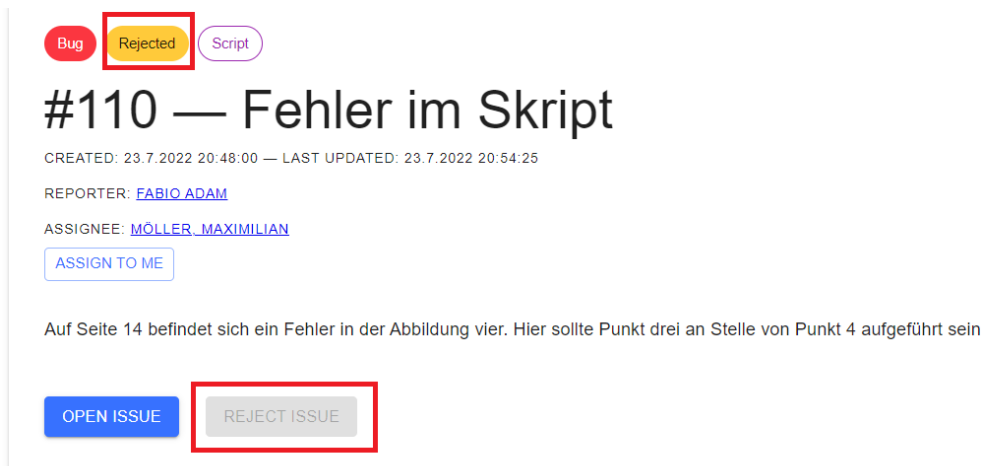 Bug Rejected Script
#110 — Fehler im Skript
CREATED: 23.7.2022 20:48:00 — LAST UPDATED: 23.7.2022 20:54:25
REPORTER: FABIO ADAM
ASSIGNEE: MÖLLER, MAXIMILIAN
ASSIGN TO ME
Auf Seite 14 befindet sich ein Fehler in der Abbildung vier. Hier sollte Punkt drei an Stelle von Punkt 4 aufgeführt sein
OPEN ISSUE REJECT ISSUE